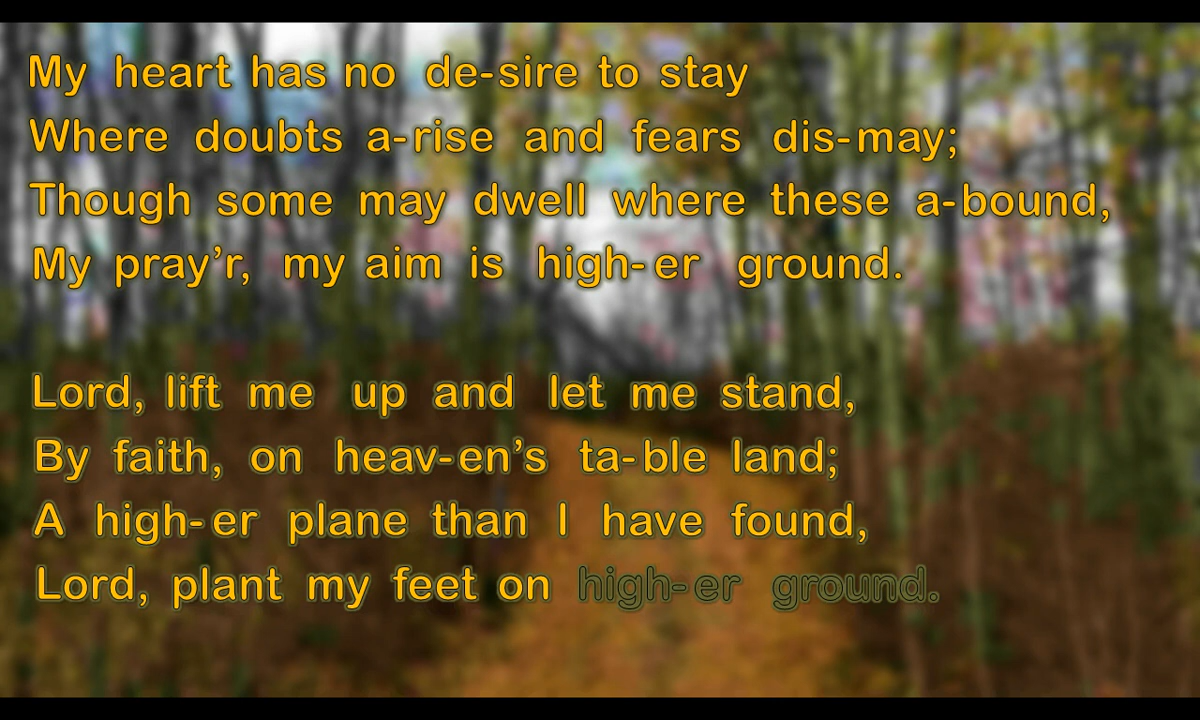 My heart has no de-sire to stay
Where doubts a-rise and fears dis-may;
Though some may dwell where these a-bound,
My pray’r, my aim is high-er ground.
Lord, lift me up and let me stand,
By faith, on heav-en’s ta-ble land;
A high-er plane than I have found,
Lord, plant my feet on high-er ground.